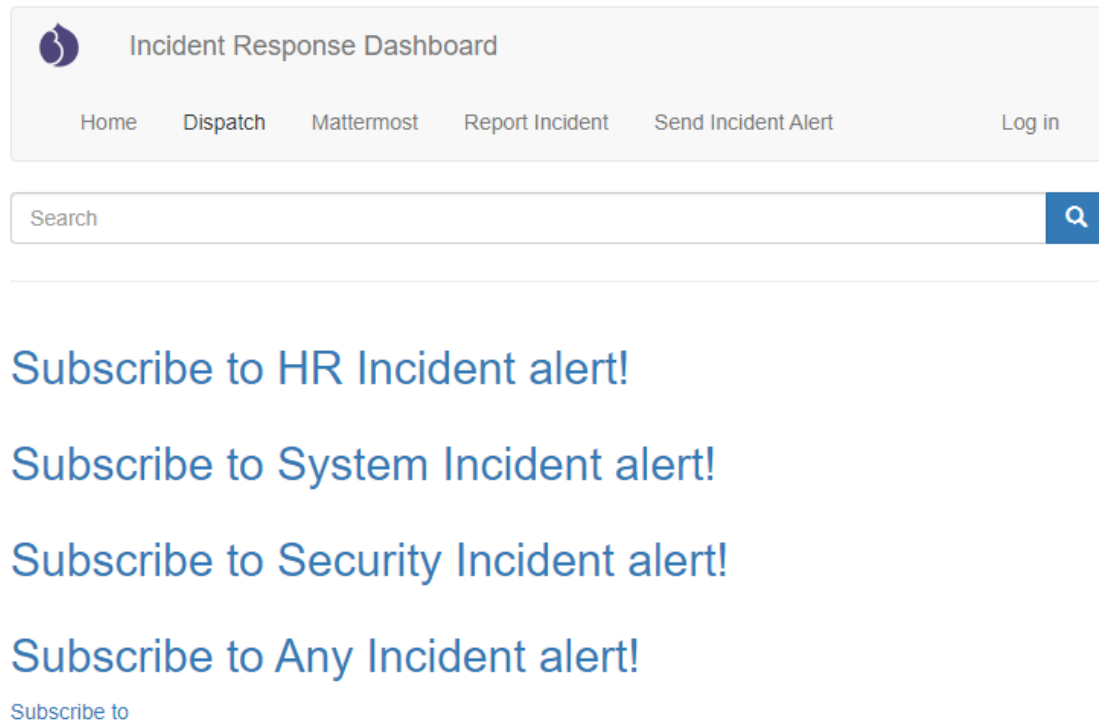 Incident Response Dashboard
Home Dispatch Mattermost Report Incident Send Incident Alert Log in
Search
Subscribe to HR Incident alert!
Subscribe to System Incident alert!
Subscribe to Security Incident alert!
Subscribe to Any Incident alert!
Subscribe to